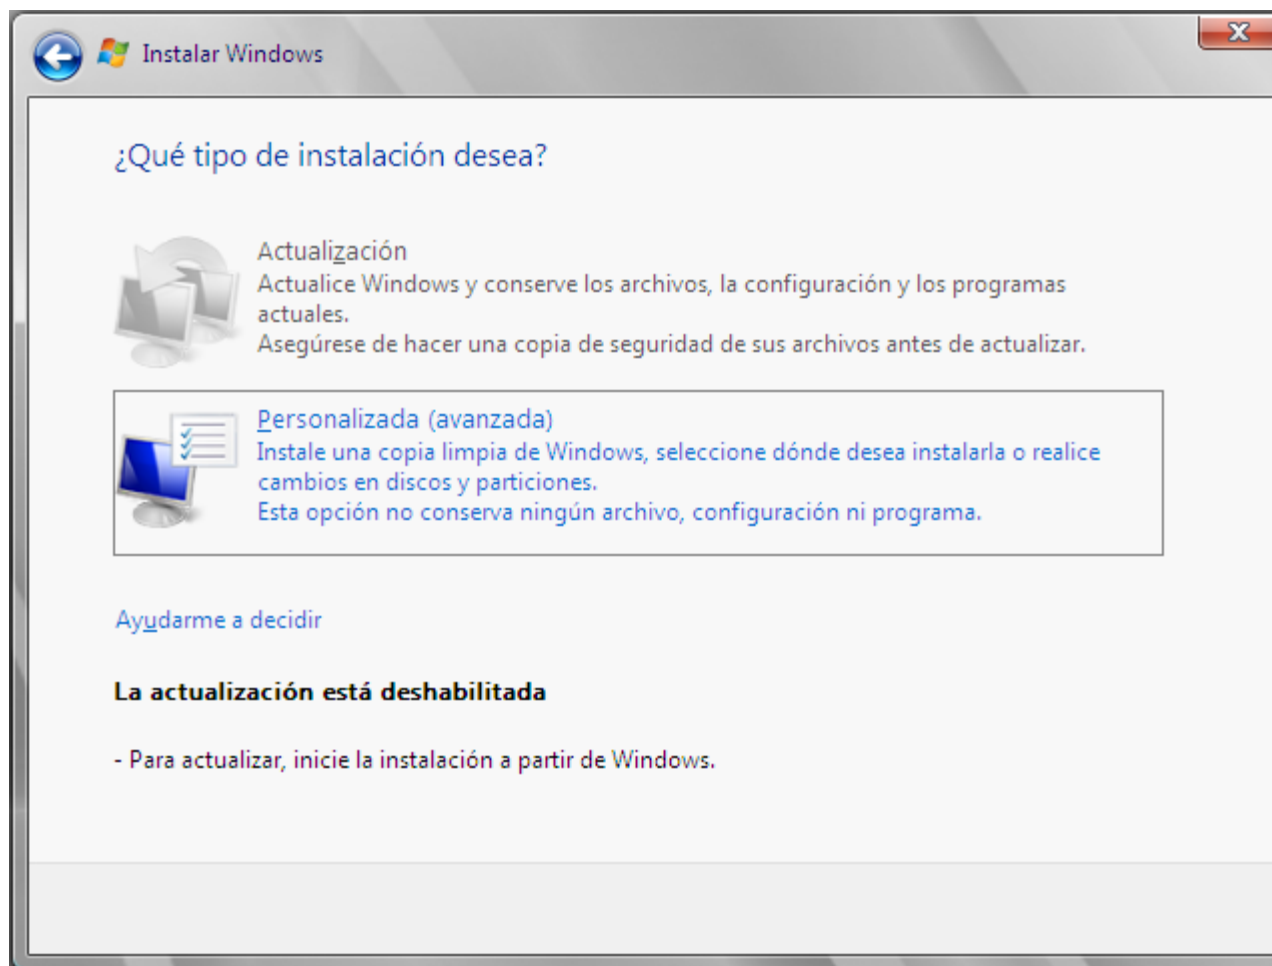 Instalar Windows
¿Qué tipo de instalación desea?
Actualización
Actualice Windows y conserve los archivos, la configuración y los programas
actuales.
Asegúrese de hacer una copia de seguridad de sus archivos antes de actualizar.
Personalizada (avanzada)
Instale una copia limpia de Windows, seleccione dónde desea instalarla o realice
cambios en discos y particiones.
Esta opción no conserva ningún archivo, configuración ni programa.
Ayudarme a decidir
La actualización está deshabilitada
- Para actualizar, inicie la instalación a partir de Windows.